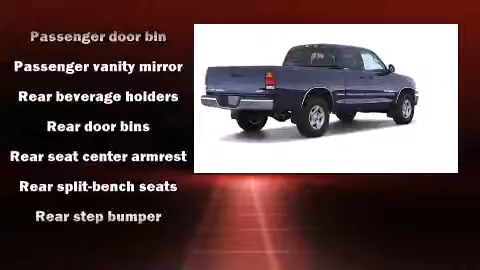 Passenger door bin
Passenger vanity mirror
Rear beverage holders
Rear door bins
Rear seat center armrest
Rear split-bench seats
Rear step bumper